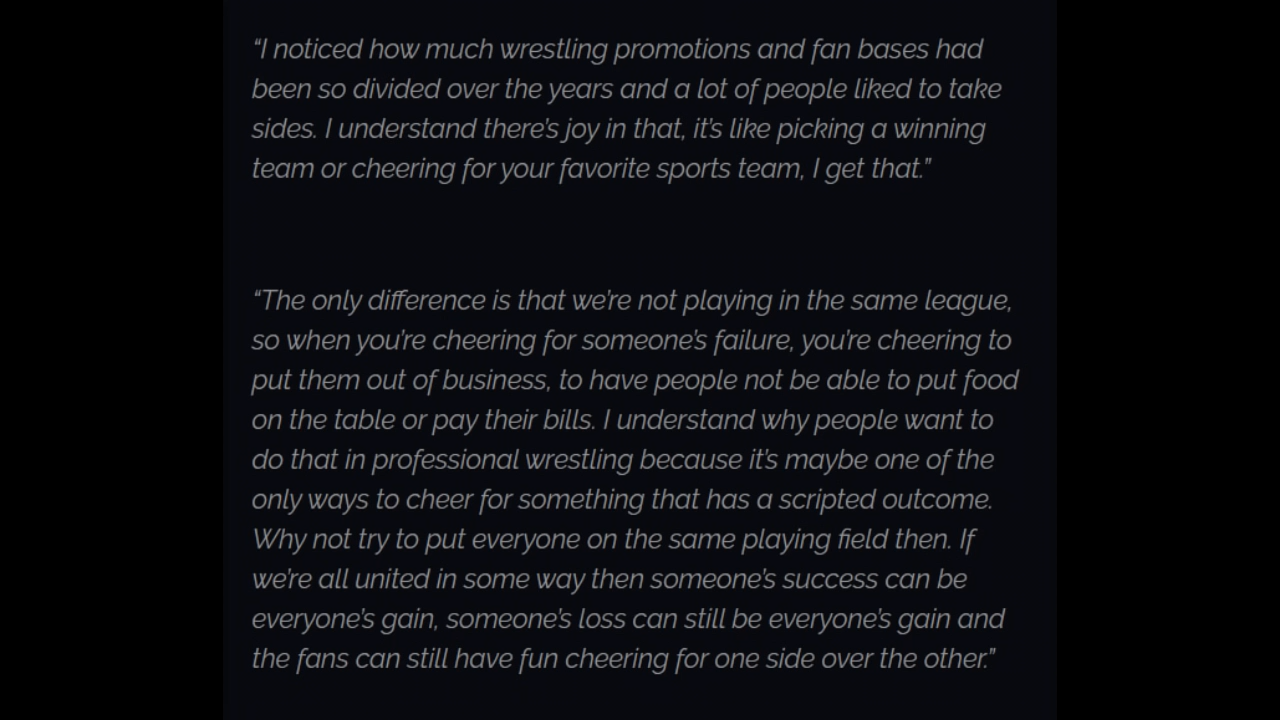 “I noticed how much wrestling promotions and fan bases had
been so divided over the years and a lot of people liked to take
sides. I understand there’s joy in that, it’s like picking a winning
team or cheering for your favorite sports team, I get that.”
“The only difference is that we’re not playing in the same league,
so when you’re cheering for someone’s failure, you’re cheering to
put them out of business, to have people not be able to put food
on the table or pay their bills. I understand why people want to
do that in professional wrestling because it’s maybe one of the
only ways to cheer for something that has a scripted outcome.
Why not try to put everyone on the same playing field then. If
we’re all united in some way then someone’s success can be
everyone’s gain, someone’s loss can still be everyone’s gain and
the fans can still have fun cheering for one side over the other.”